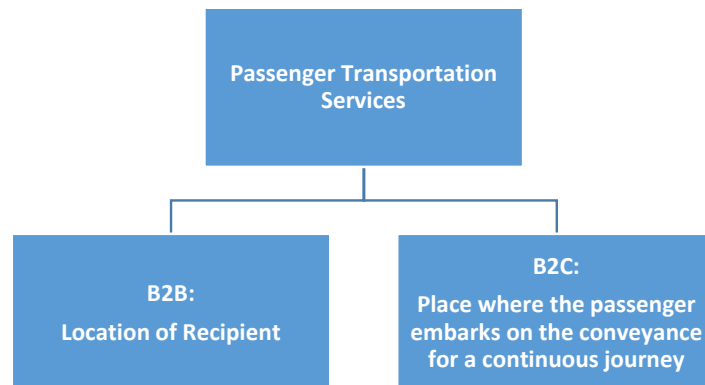 Passenger Transportation
Services
B2B:
Location of Recipient
B2C:
Place where the passenger
embarks on the conveyance
for a continuous journey